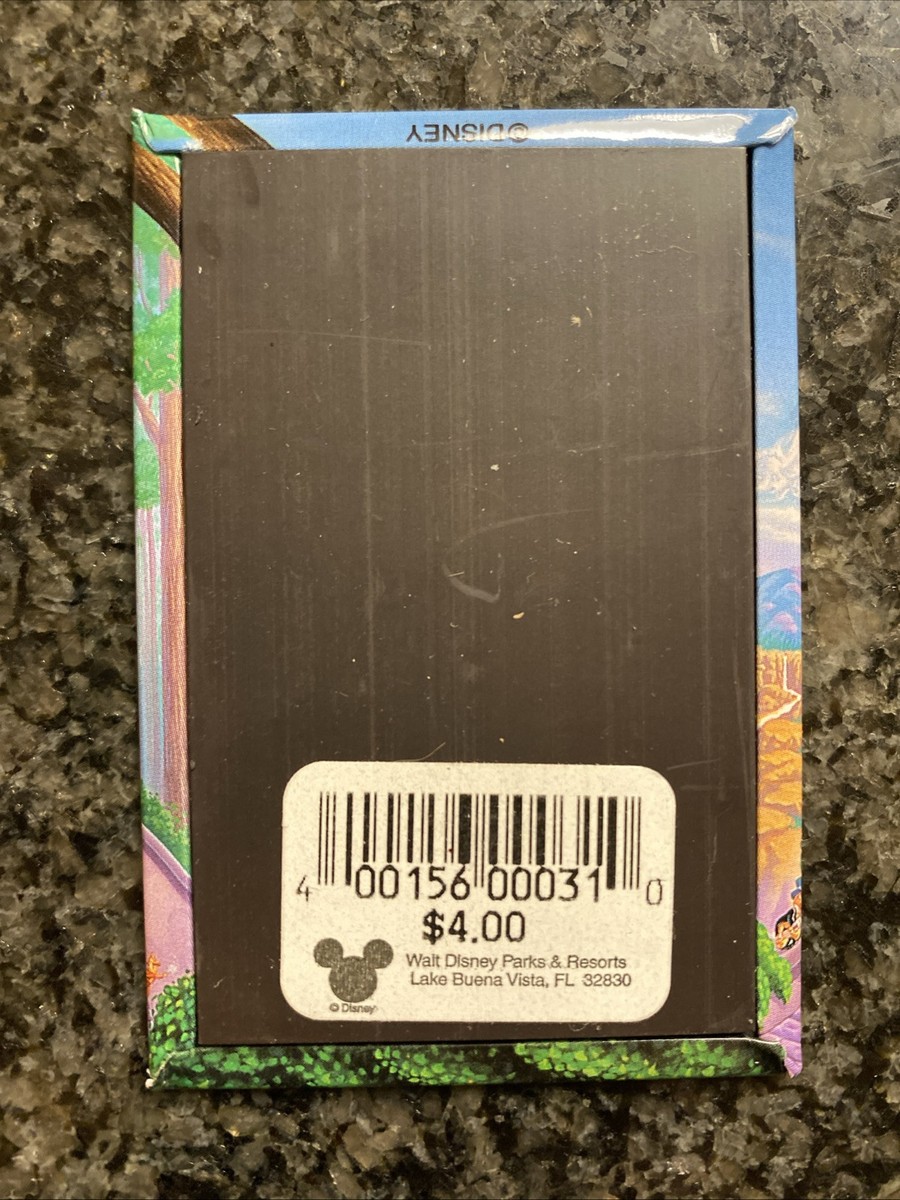 ©DISNEY
4 00156 00031 0
$4.00
Walt Disney Parks & Resorts
Lake Buena Vista, FL 32830
© Disney